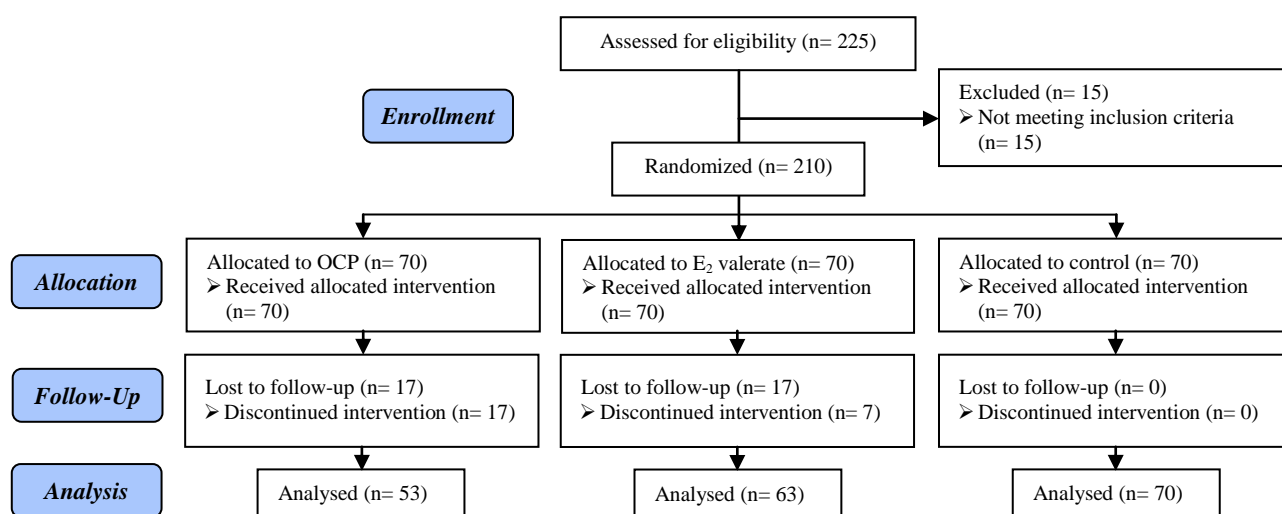 Assessed for eligibility (n= 225)
Enrollment
Excluded (n= 15)
➢ Not meeting inclusion criteria
(n= 15)
Randomized (n= 210)
Allocation
Allocated to OCP (n= 70)
➢ Received allocated intervention
(n= 70)
Allocated to E₂ valerate (n= 70)
➢ Received allocated intervention
(n= 70)
Allocated to control (n= 70)
➢ Received allocated intervention
(n= 70)
Follow-Up
Lost to follow-up (n= 17)
➢ Discontinued intervention (n= 17)
Lost to follow-up (n= 17)
➢ Discontinued intervention (n= 7)
Lost to follow-up (n= 0)
➢ Discontinued intervention (n= 0)
Analysis
Analysed (n= 53)
Analysed (n= 63)
Analysed (n= 70)